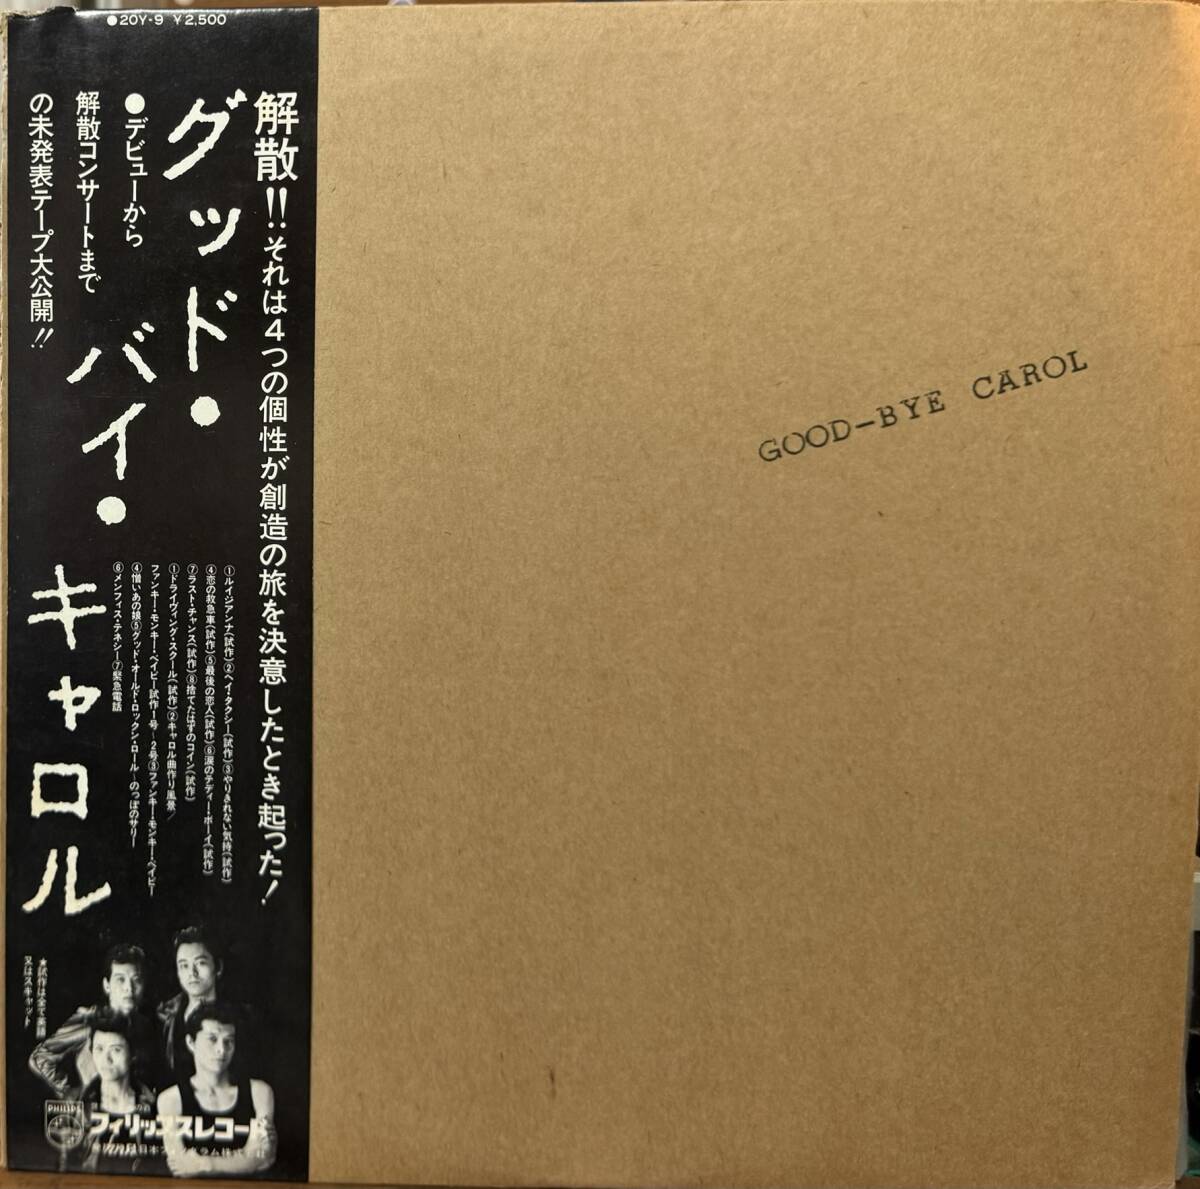 ●20Y-9 ￥2,500
解散!!それは4つの個性が創造の旅を決意したとき起った!
グッド・
バイ・
キャロル
●デビューから
解散コンサートまで
の未発表テープ大公開!!
①ルイジアンナ(試作)②ヘイ・タクシー(試作)③やりきれない気持(試作)
④恋の救急車(試作)⑤最後の恋人(試作)⑥涙のテディー・ボーイ(試作)
⑦ラスト・チャンス(試作)⑧捨てたはずのコイン(試作)
①ドライヴィング・スクール(試作)②キャロル曲作り風景/
ファンキー・モンキー・ベイビー試作1号~2号③ファンキー・モンキー・ベイビー
④憎いあの娘⑤グッド・オールド・ロックン・ロール~のっぽのサリー
⑥メンフィス・テネシー⑦緊急電話
★試作は全て英語
又はスキャット
PHILIPS
フィリップスレコード
GOOD-BYE CAROL